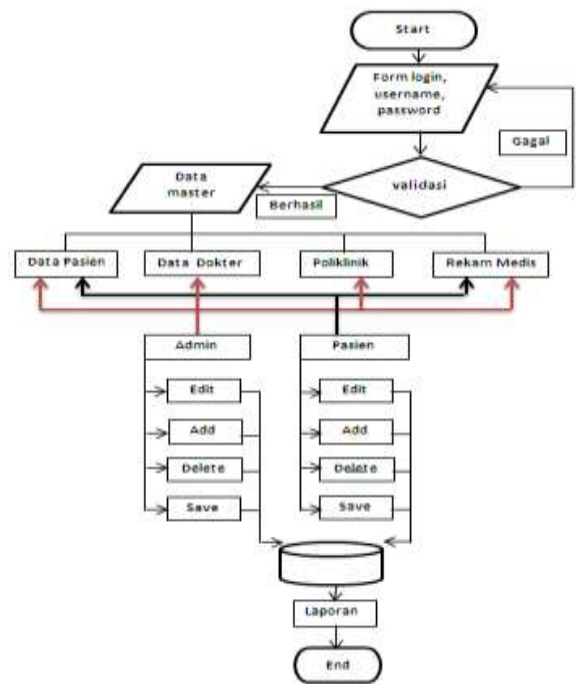 Start
Form login,
username,
password
Gagal
validasi
Data
master
Berhasil
Data Pasien
Data Dokter
Poliklinik
Rekam Medis
Admin
Pasien
Edit
Edit
Add
Add
Delete
Delete
Save
Save
Laporan
End